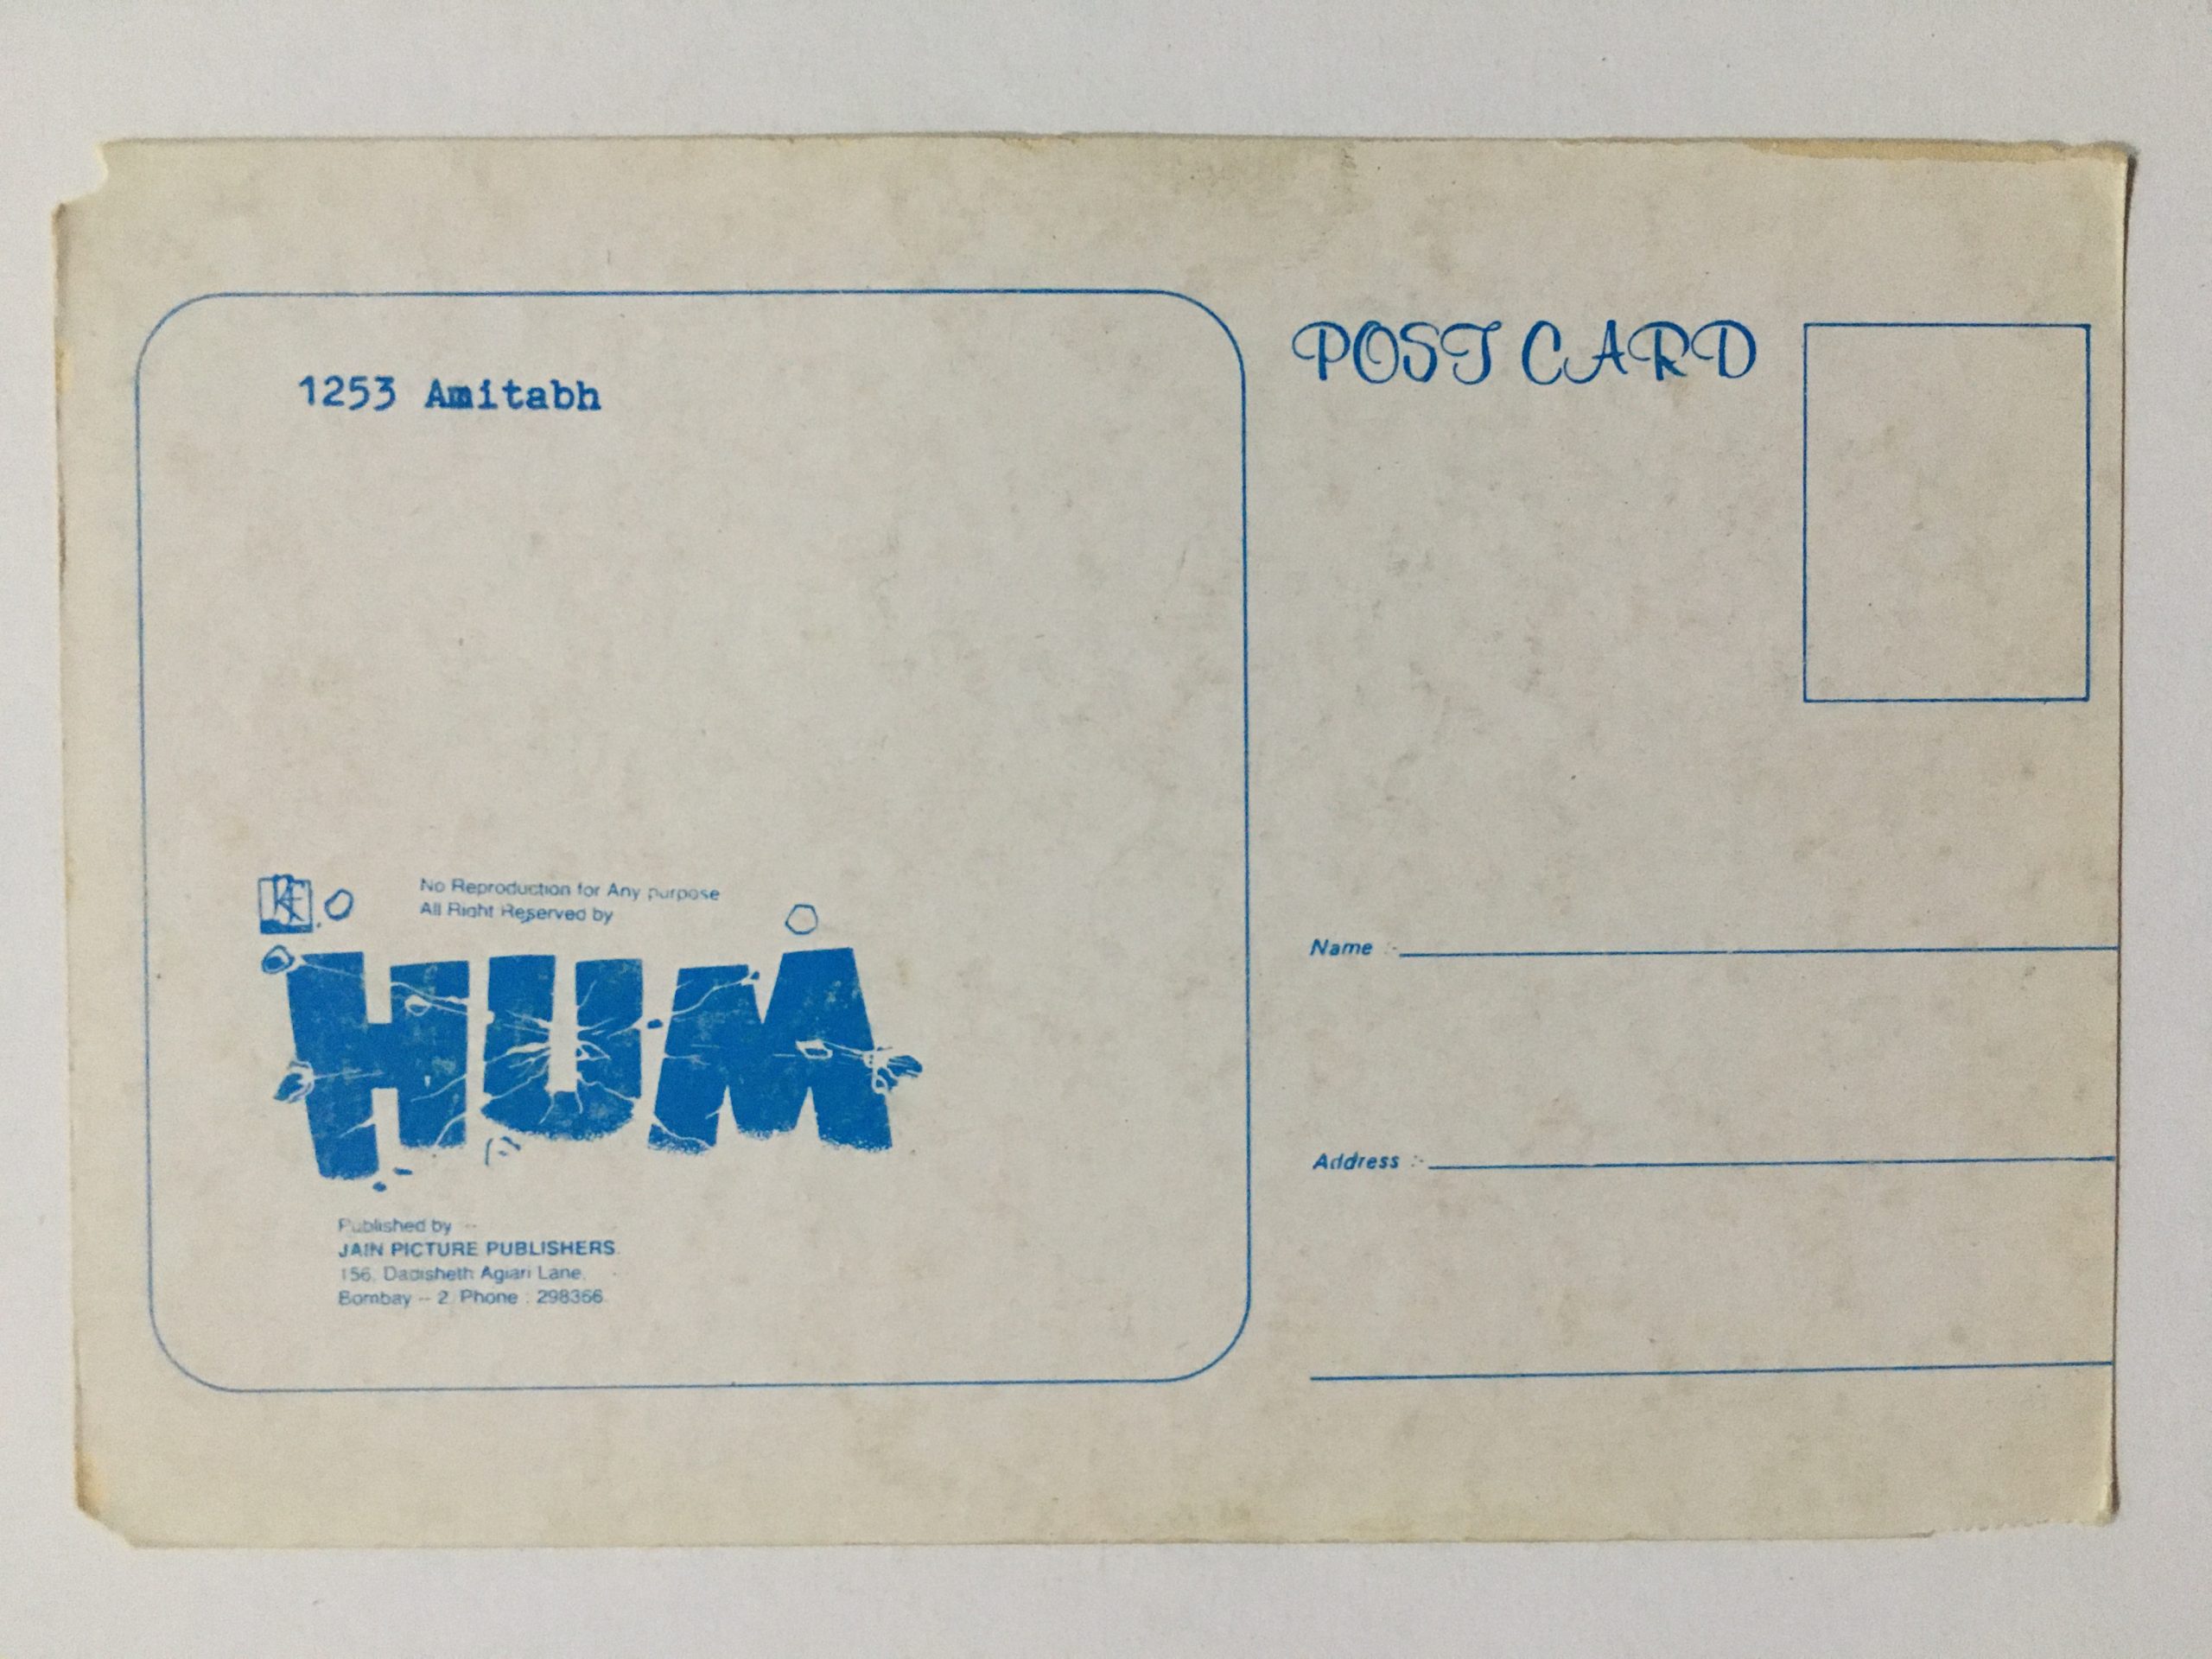 1253 Amitabh
No Reproduction for Any purpose
All Right Reserved by
HUM
Published by :-
JAIN PICTURE PUBLISHERS.
156, Dadisheth Agiari Lane,
Bombay - 2. Phone : 298366
POST CARD
Name :-
Address :-